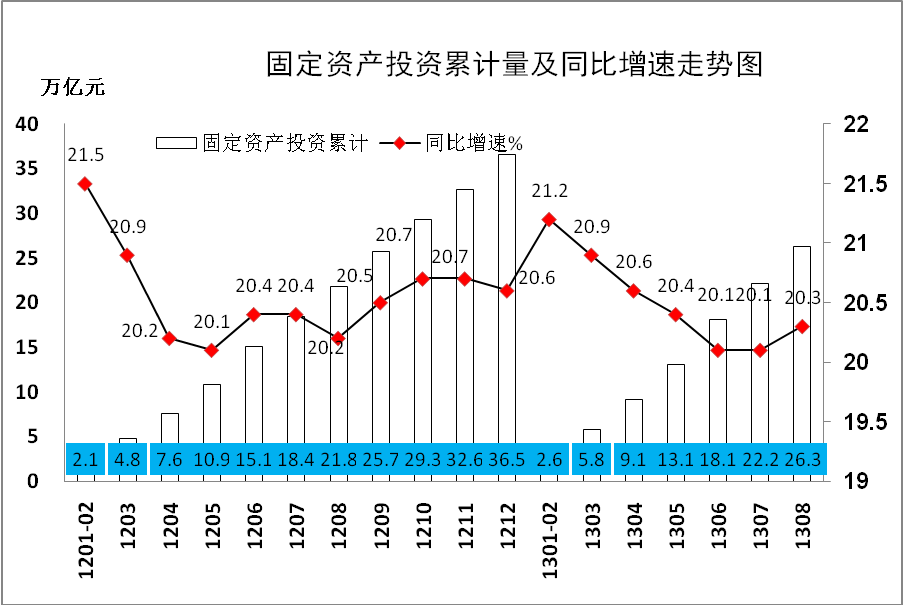 固定资产投资累计量及同比增速走势图
万亿元
固定资产投资累计 同比增速%
40 35 30 25 20 15 10 5 0
22 21.5 21 20.5 20 19.5 19
21.5 20.9 20.2 20.1 20.4 20.4 20.2 20.5 20.7 20.7 20.6 21.2 20.9 20.6 20.4 20.1 20.1 20.3
2.1 4.8 7.6 10.9 15.1 18.4 21.8 25.7 29.3 32.6 36.5 2.6 5.8 9.1 13.1 18.1 22.2 26.3
1201-02 1203 1204 1205 1206 1207 1208 1209 1210 1211 1212 1301-02 1303 1304 1305 1306 1307 1308